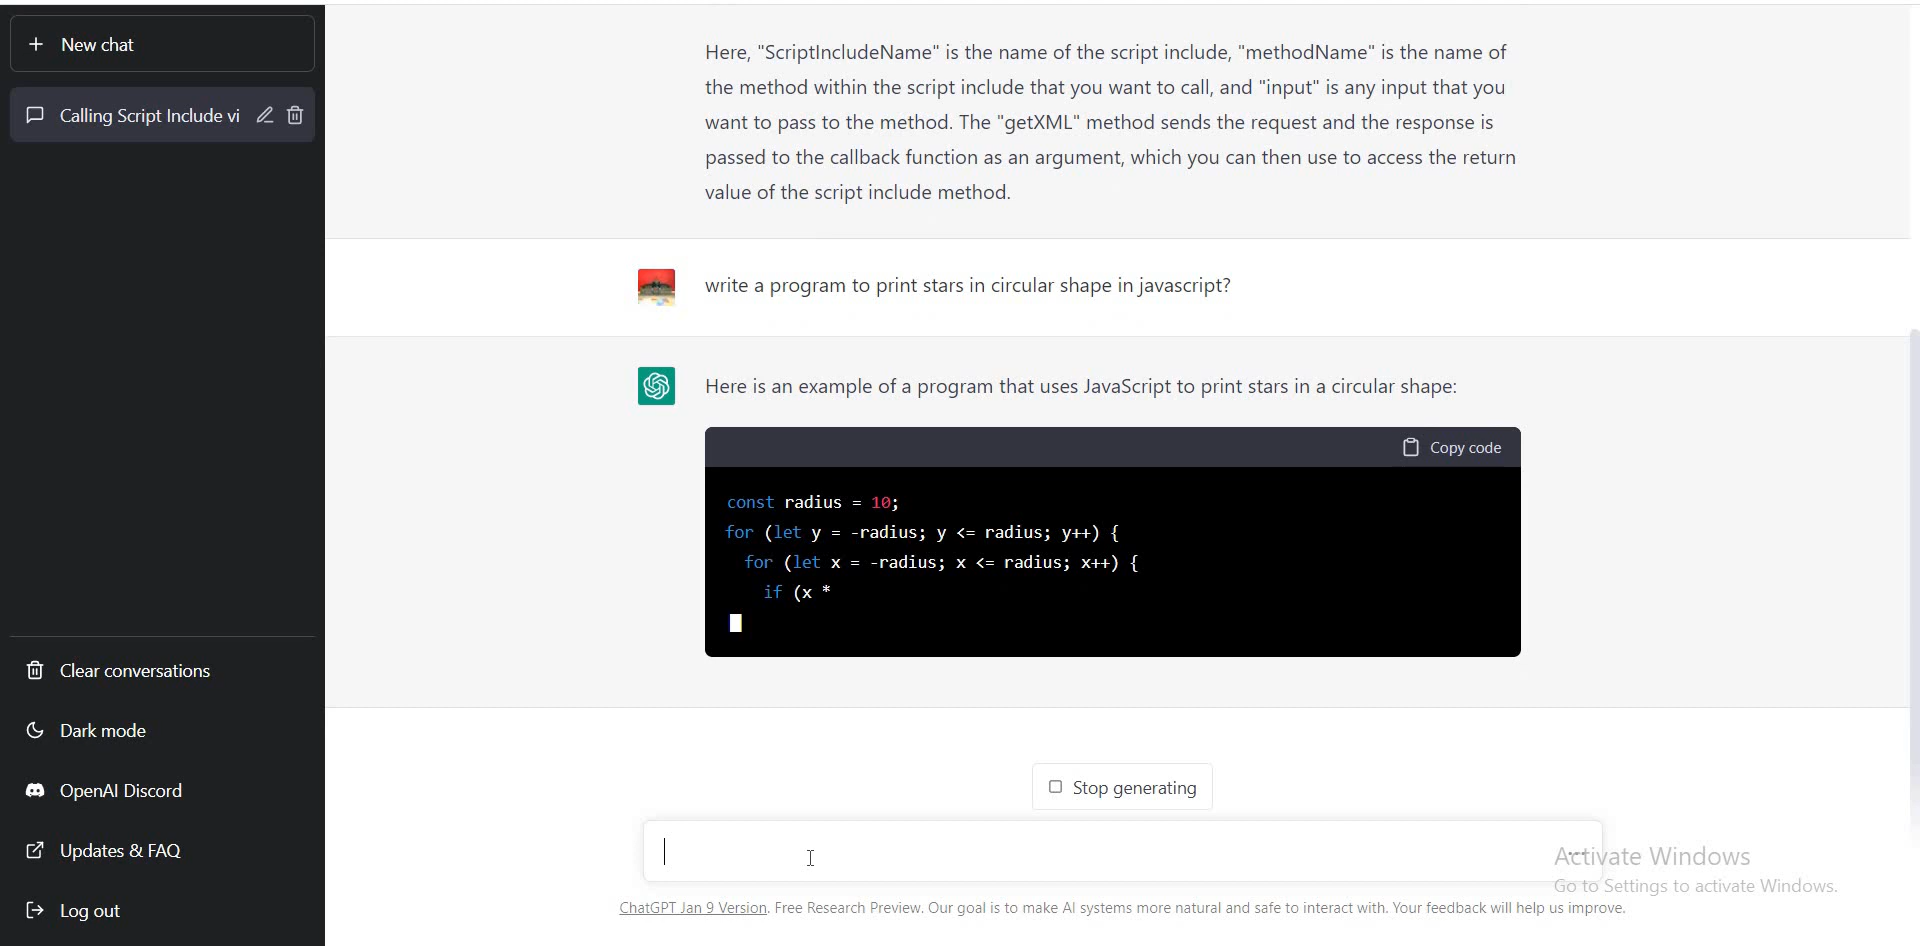 New chat
Calling Script Include vi
Clear conversations
Dark mode
OpenAI Discord
Updates & FAQ
Log out
Here, "ScriptIncludeName" is the name of the script include, "methodName" is the name of
the method within the script include that you want to call, and "input" is any input that you
want to pass to the method. The "getXML" method sends the request and the response is
passed to the callback function as an argument, which you can then use to access the return
value of the script include method.
write a program to print stars in circular shape in javascript?
Here is an example of a program that uses JavaScript to print stars in a circular shape:
Copy code
const radius = 10;
for (let y = -radius; y <= radius; y++) {
for (let x = -radius; x <= radius; x++) {
if (x *
Stop generating
Activate Windows
Go to Settings to activate Windows.
ChatGPT Jan 9 Version. Free Research Preview. Our goal is to make AI systems more natural and safe to interact with. Your feedback will help us improve.